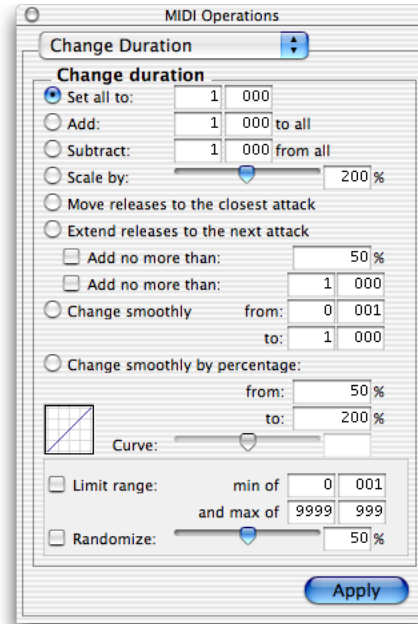 MIDI Operations
Change Duration
Change duration
Set all to: 1 000
Add: 1 000 to all
Subtract: 1 000 from all
Scale by: 200 %
Move releases to the closest attack
Extend releases to the next attack
Add no more than: 50 %
Add no more than: 1 000
Change smoothly from: 0 001
to: 1 000
Change smoothly by percentage:
from: 50 %
to: 200 %
Curve:
Limit range: min of 0 001
and max of 9999 999
Randomize: 50 %
Apply